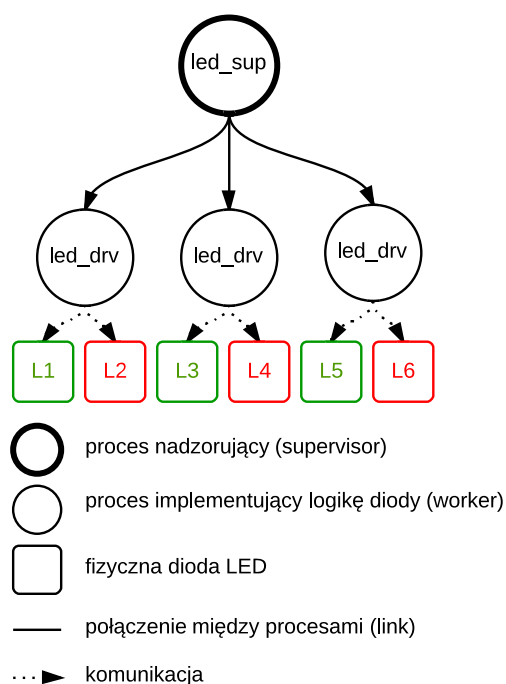 led_sup
led_drv led_drv led_drv
L1 L2 L3 L4 L5 L6
proces nadzorujący (supervisor)
proces implementujący logikę diody (worker)
fizyczna dioda LED
połączenie między procesami (link)
komunikacja